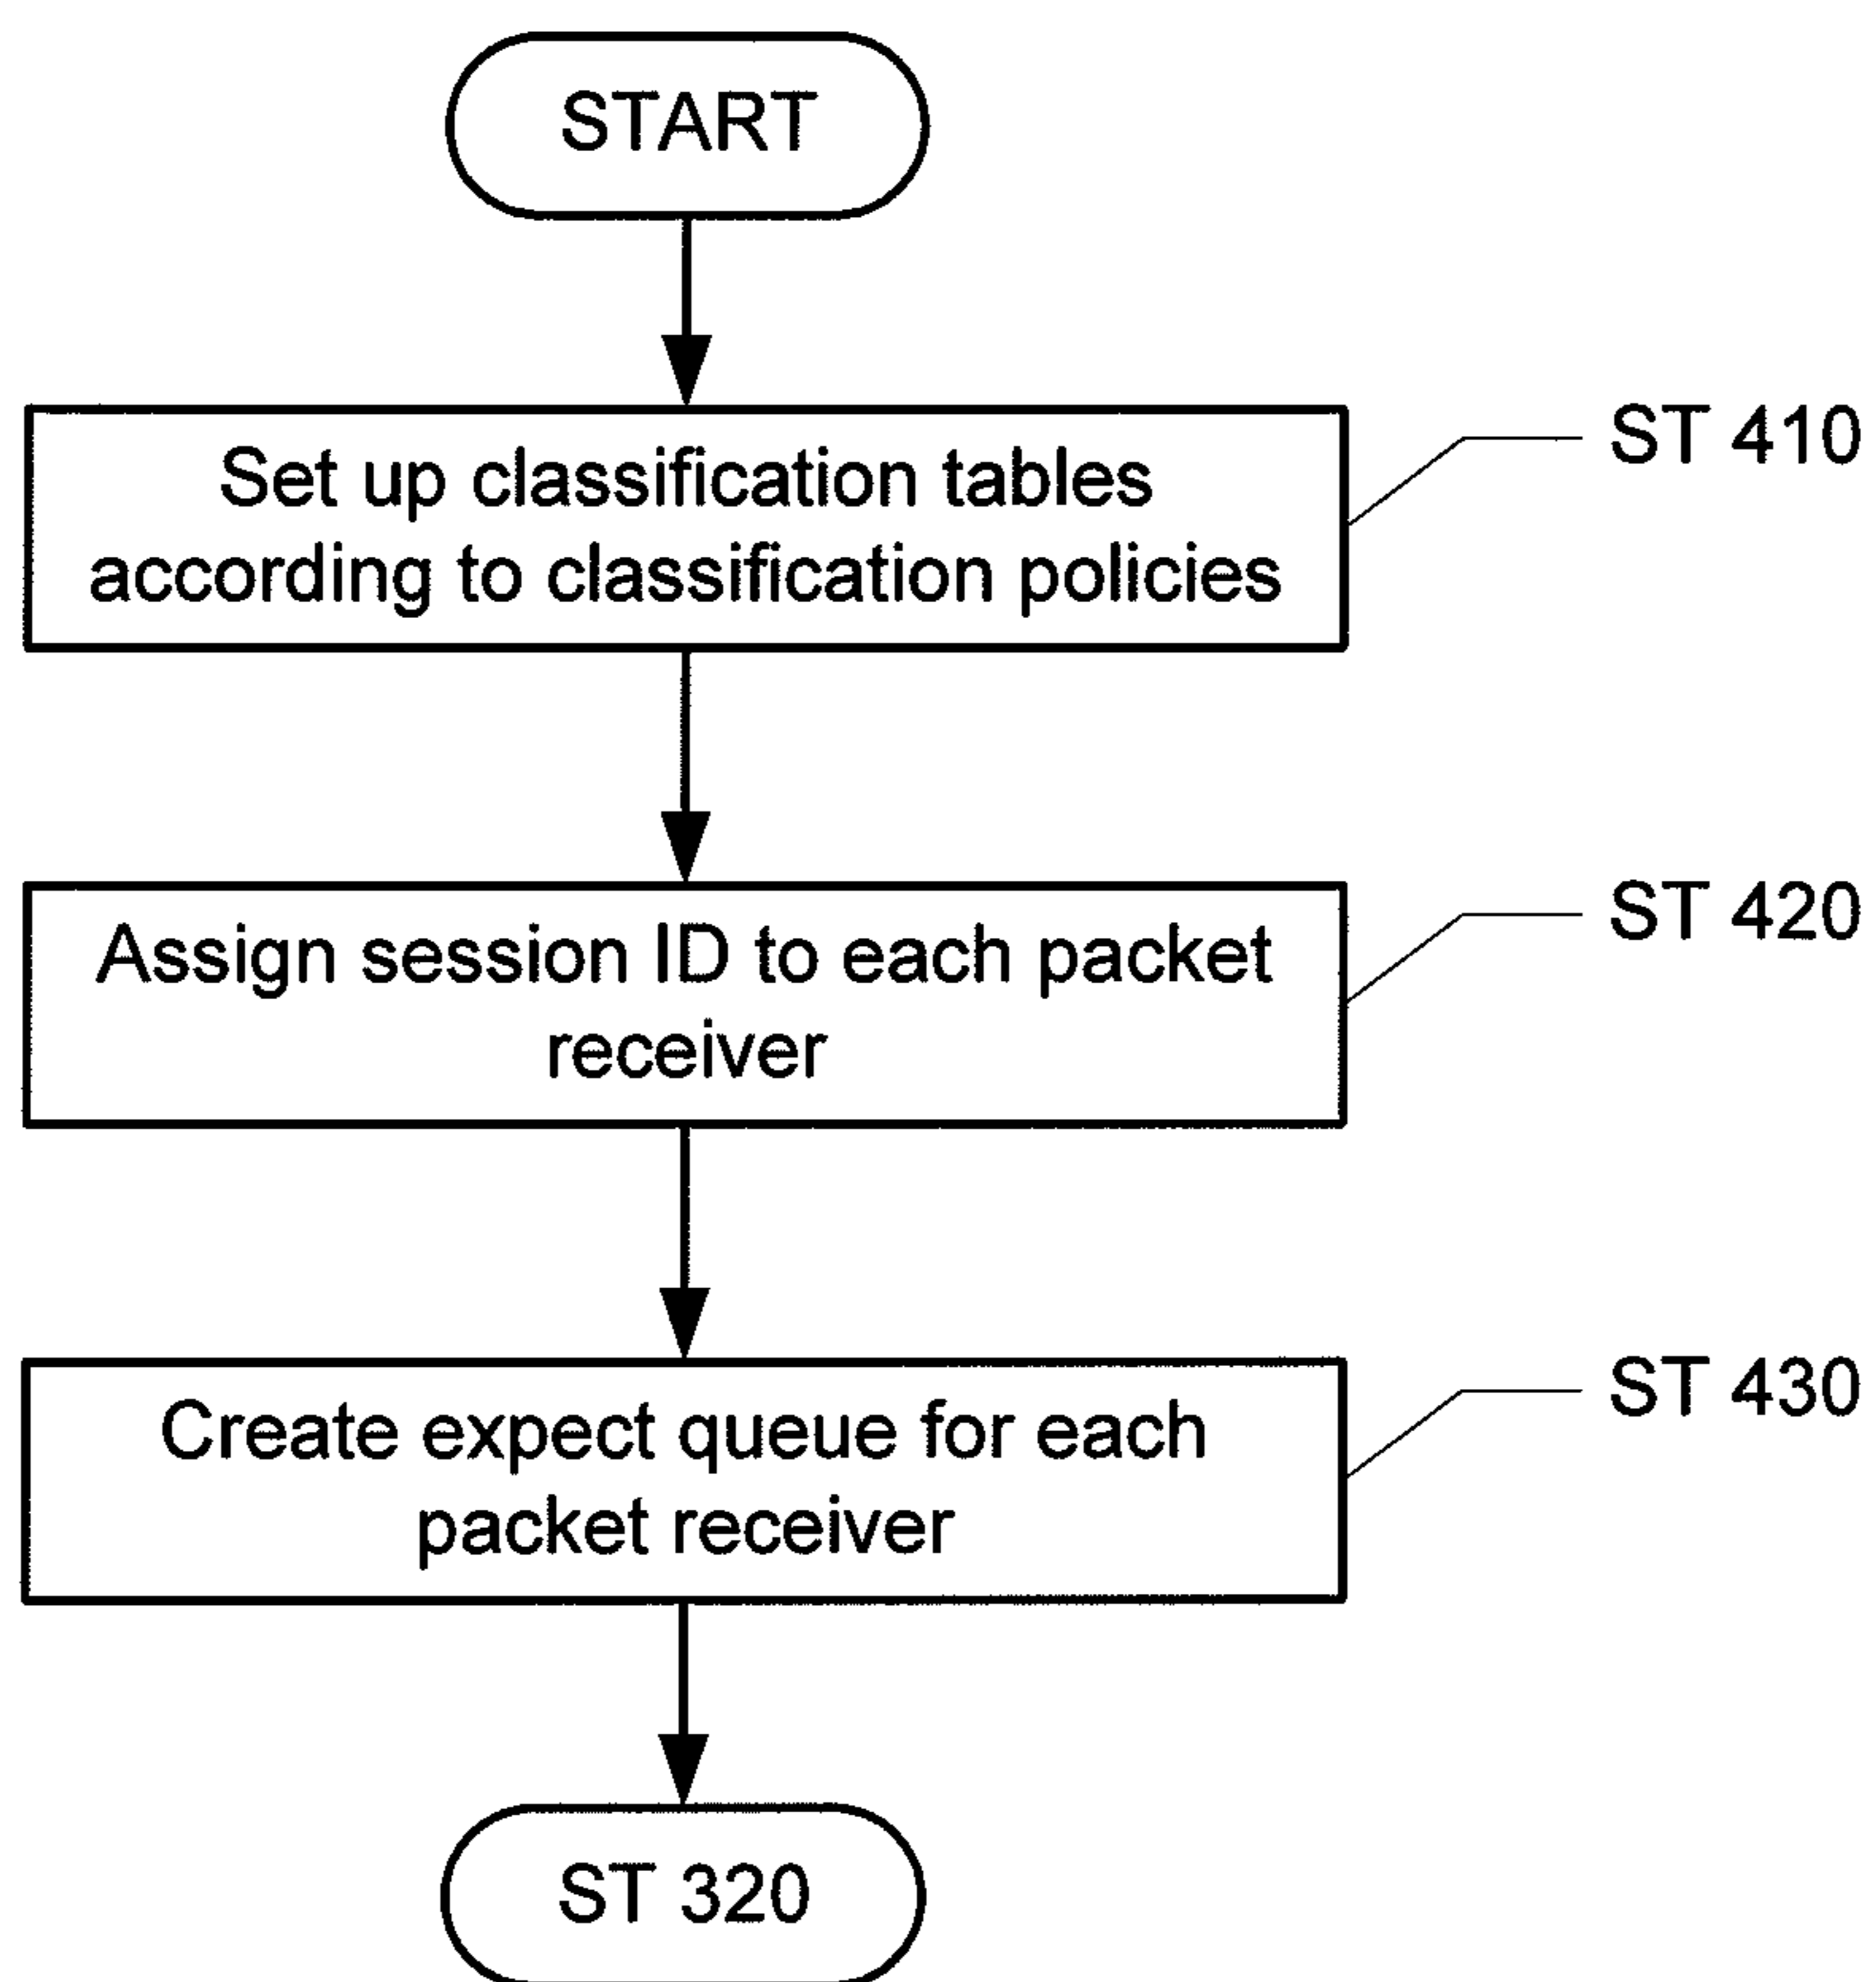 START
Set up classification tables
according to classification policies
ST 410
Assign session ID to each packet
receiver
ST 420
Create expect queue for each
packet receiver
ST 430
ST 320